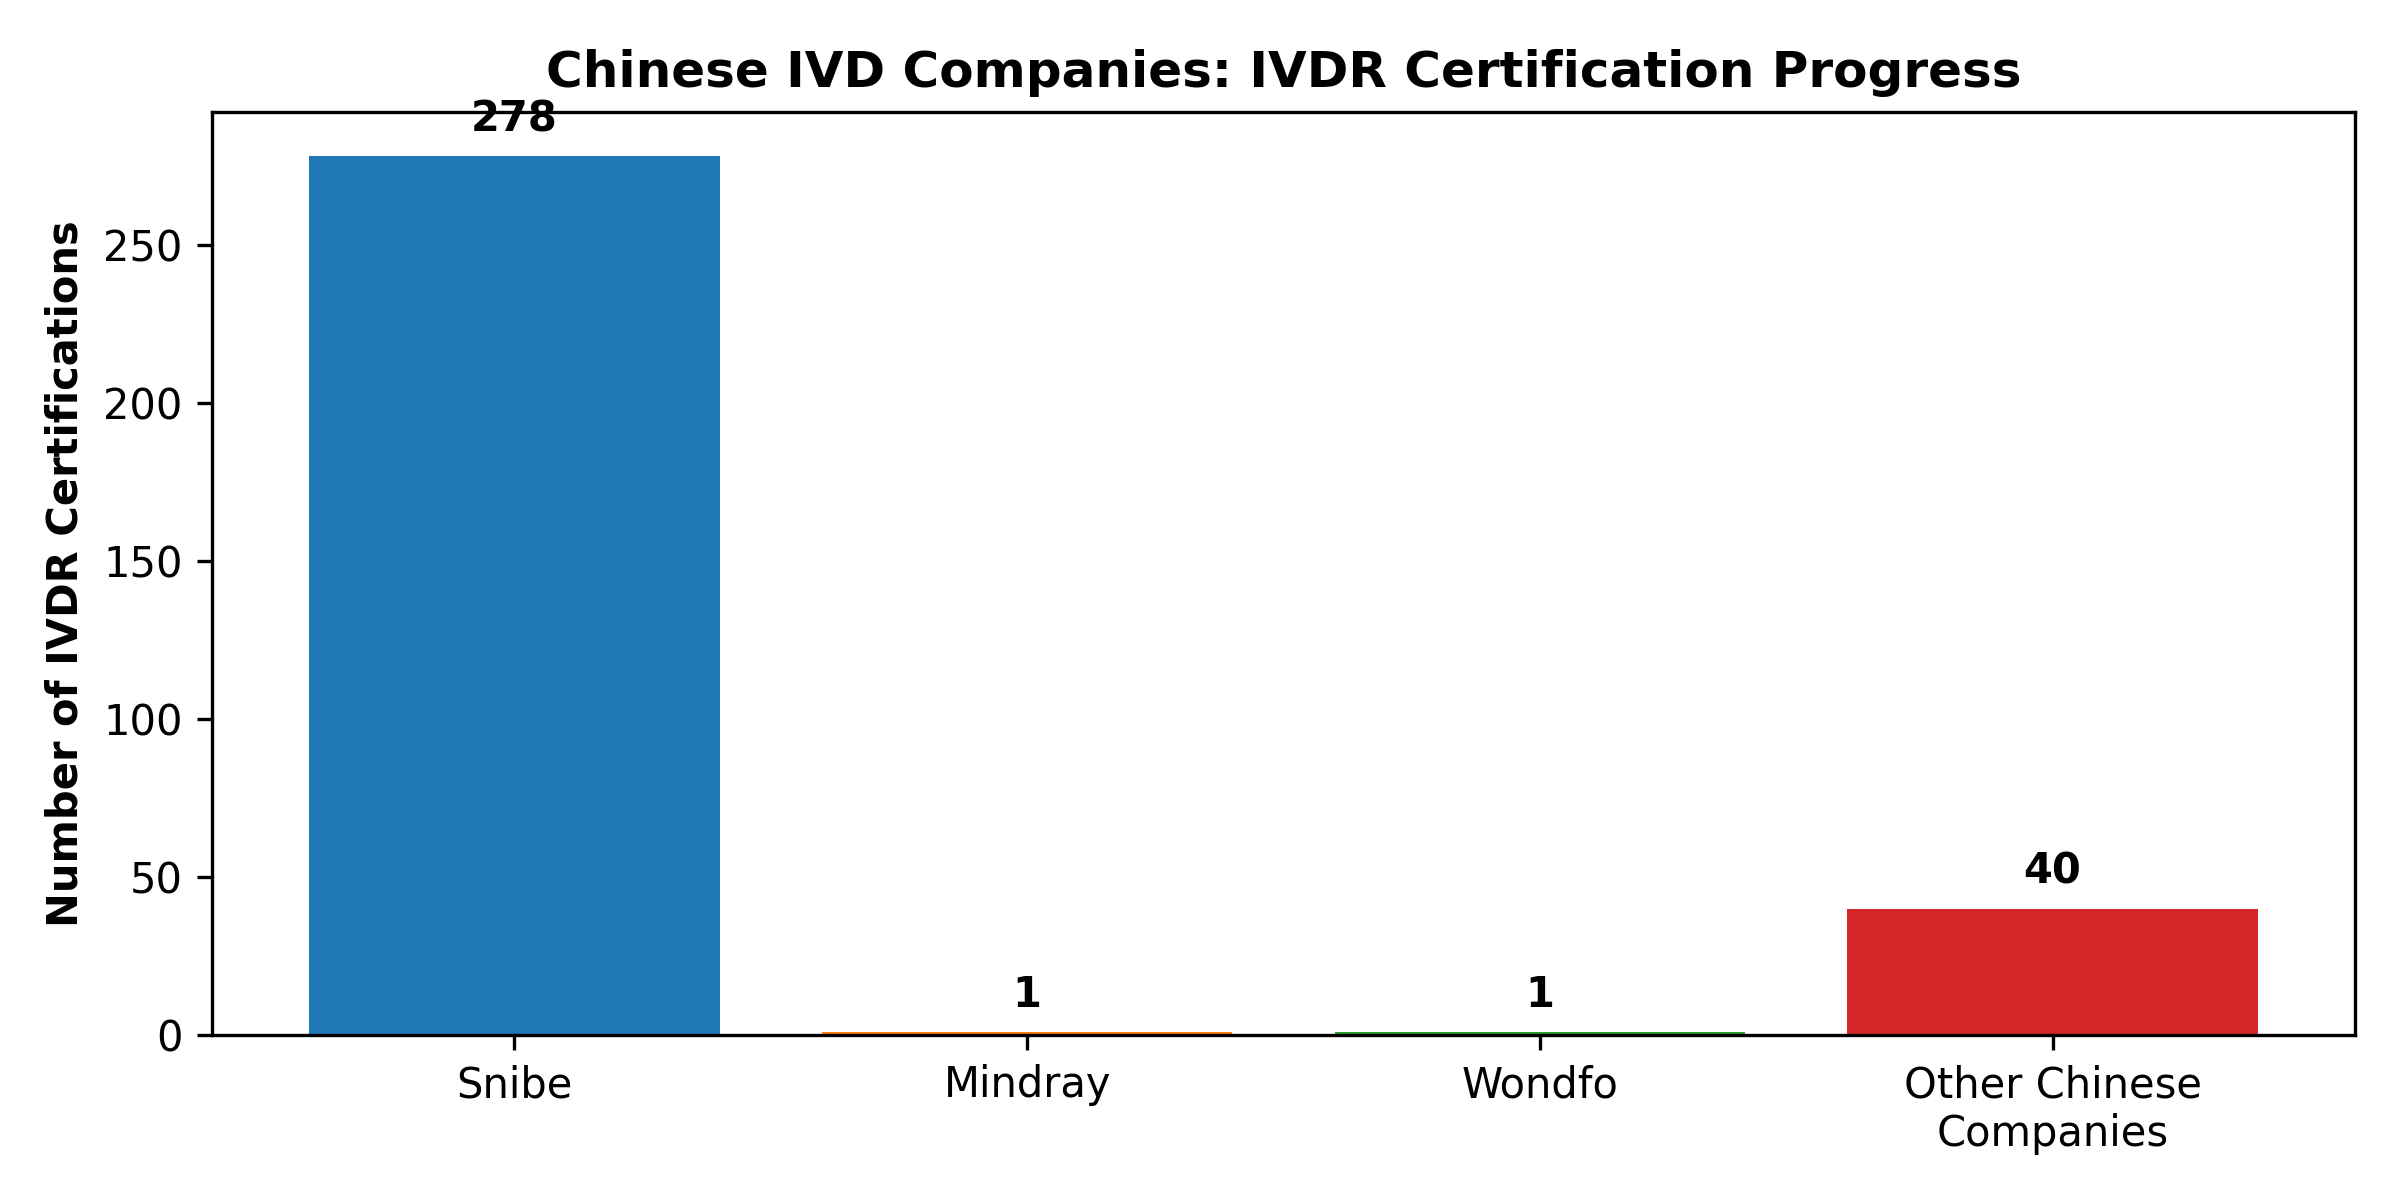 Chinese IVD Companies: IVDR Certification Progress
278
Number of IVDR Certifications
250
200
150
100
50
0
1
1
40
Snibe
Mindray
Wondfo
Other Chinese
Companies